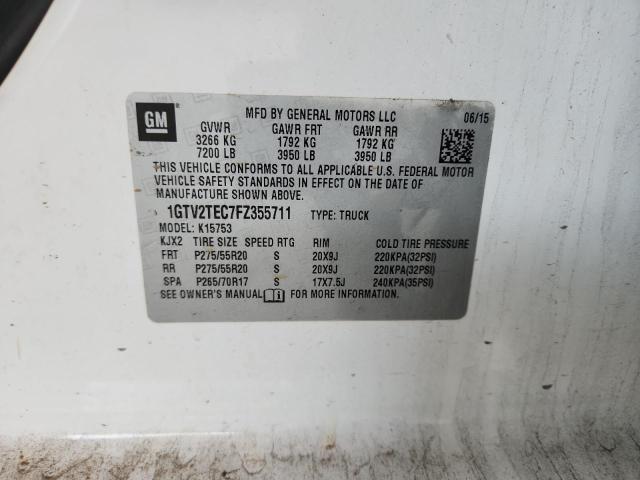 GM
MFD BY GENERAL MOTORS LLC 06/15
GVWR GAWR FRT GAWR RR
3266 KG 1792 KG 1792 KG
7200 LB 3950 LB 3950 LB
THIS VEHICLE CONFORMS TO ALL APPLICABLE U.S. FEDERAL MOTOR
VEHICLE SAFETY STANDARDS IN EFFECT ON THE DATE OF
MANUFACTURE SHOWN ABOVE.
1GTV2TEC7FZ355711 TYPE: TRUCK
MODEL: K15753
KJX2 TIRE SIZE SPEED RTG RIM COLD TIRE PRESSURE
FRT P275/55R20 S 20X9J 220KPA(32PSI)
RR P275/55R20 S 20X9J 220KPA(32PSI)
SPA P265/70R17 S 17X7.5J 240KPA(35PSI)
SEE OWNER'S MANUAL FOR MORE INFORMATION.